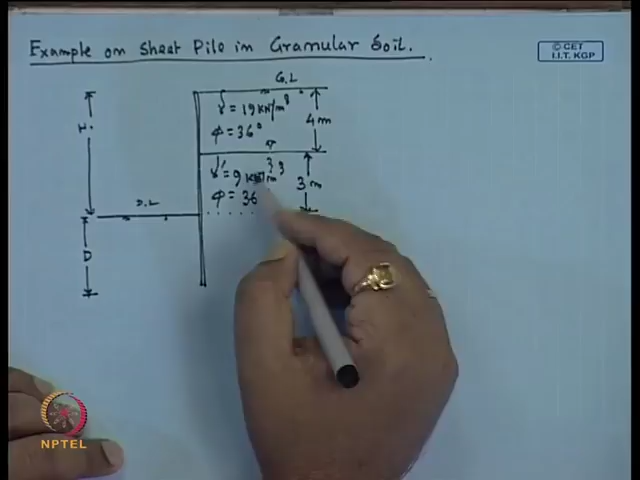 Example on Sheet Pile in Granular Soil.
© CET
I.I.T. KGP
G.L
γ = 19 KN/m³
φ = 36°
4 m
H
γ' = 9 KN/m³
φ = 36
3 m
D.L
D
NPTEL